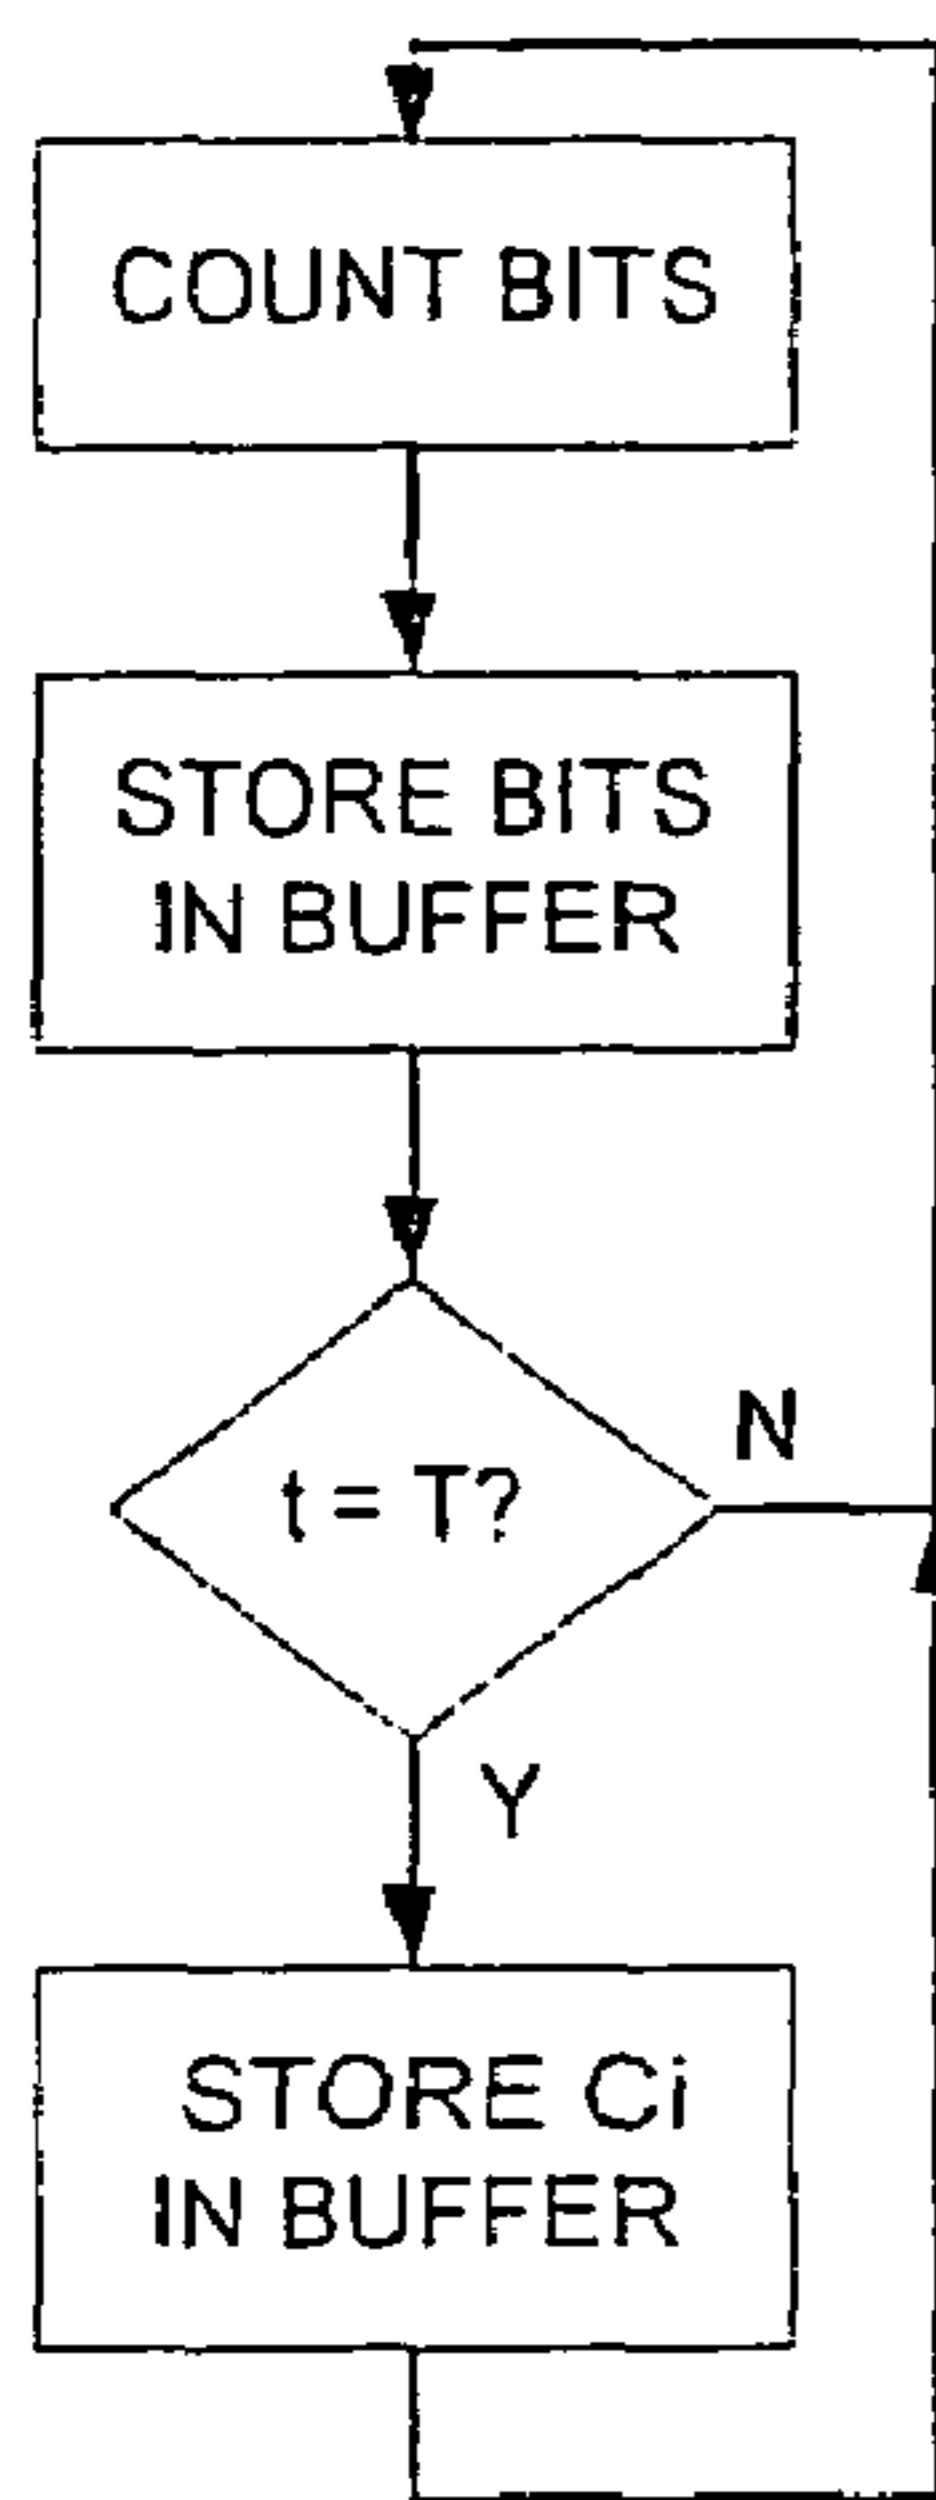 COUNT BITS
STORE BITS
IN BUFFER
N
t = T?
Y
STORE Ci
IN BUFFER